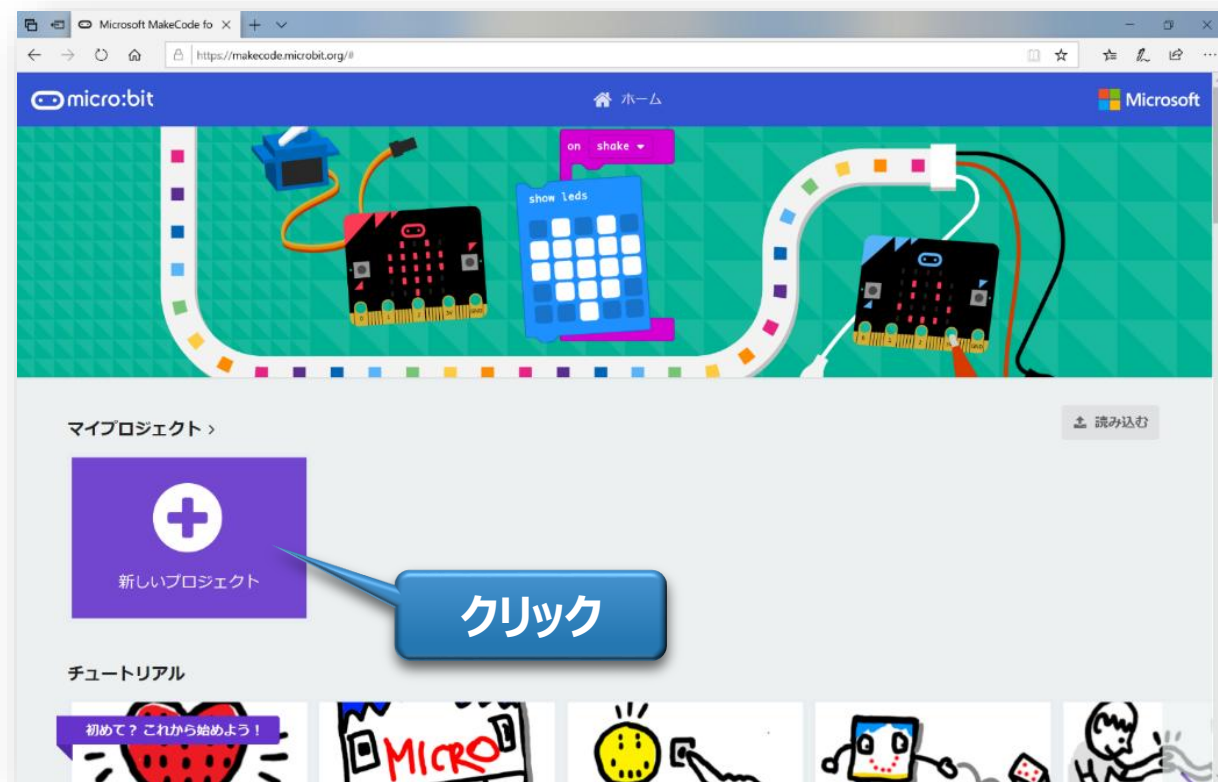 Microsoft MakeCode fo
https://makecode.microbit.org/#
micro:bit
ホーム
Microsoft
on shake
show leds
マイプロジェクト >
読み込む
新しいプロジェクト
クリック
チュートリアル
初めて？これから始めよう！
MICRO